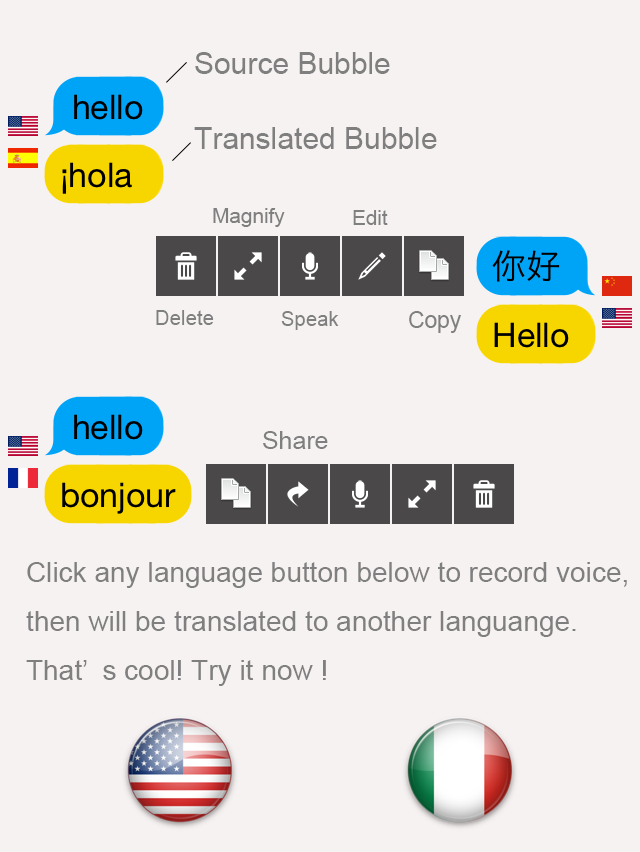 Source Bubble
hello
Translated Bubble
¡hola
Magnify Edit
你好
Delete Speak Copy
Hello
hello
Share
bonjour
Click any language button below to record voice,
then will be translated to another languange.
That’s cool! Try it now !